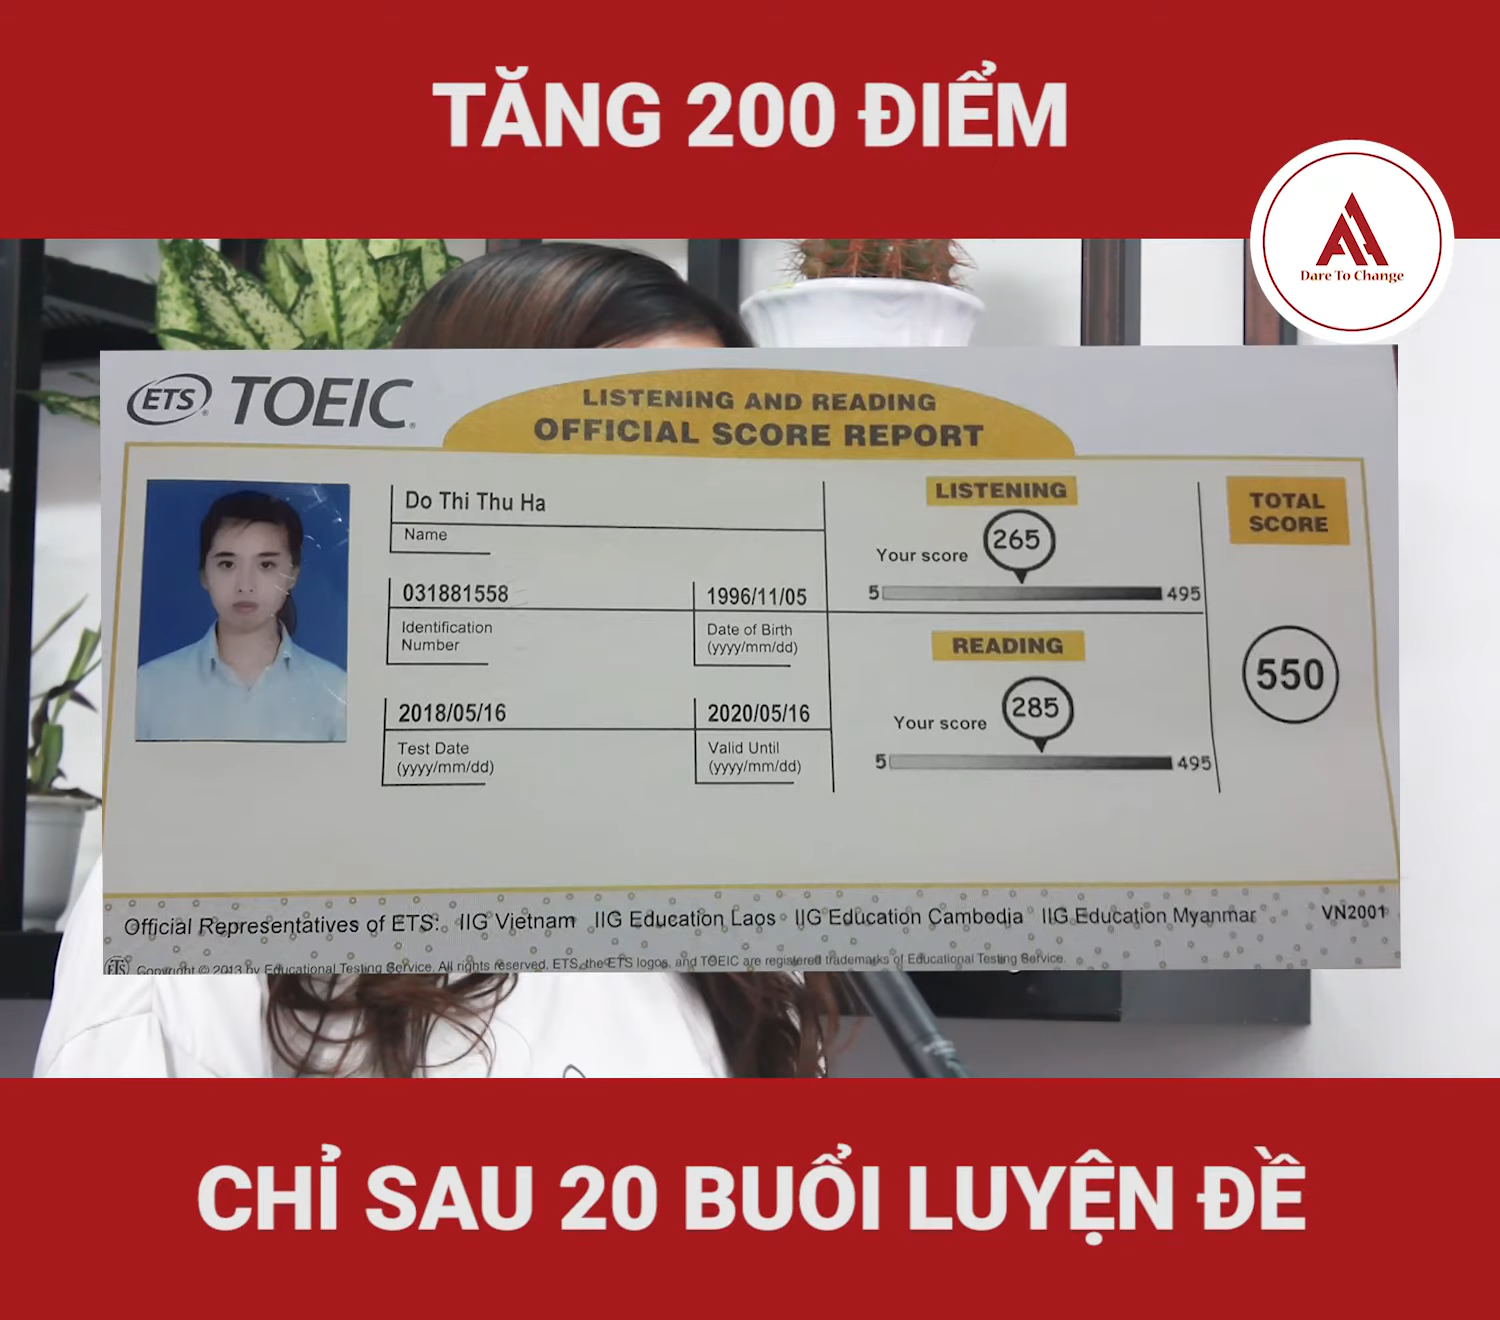 TĂNG 200 ĐIỂM
Dare To Change
ETS TOEIC
LISTENING AND READING
OFFICIAL SCORE REPORT
Do Thi Thu Ha
Name
031881558
Identification
Number
1996/11/05
Date of Birth
(yyyy/mm/dd)
2018/05/16
Test Date
(yyyy/mm/dd)
2020/05/16
Valid Until
(yyyy/mm/dd)
LISTENING
Your score 265
5 495
READING
Your score 285
5 495
TOTAL
SCORE
550
Official Representatives of ETS: IIG Vietnam IIG Education Laos IIG Education Cambodia IIG Education Myanmar VN2001
ETS Copyright © 2013 by Educational Testing Service. All rights reserved. ETS, the ETS logos, and TOEIC are registered trademarks of Educational Testing Service.
CHỈ SAU 20 BUỔI LUYỆN ĐỀ